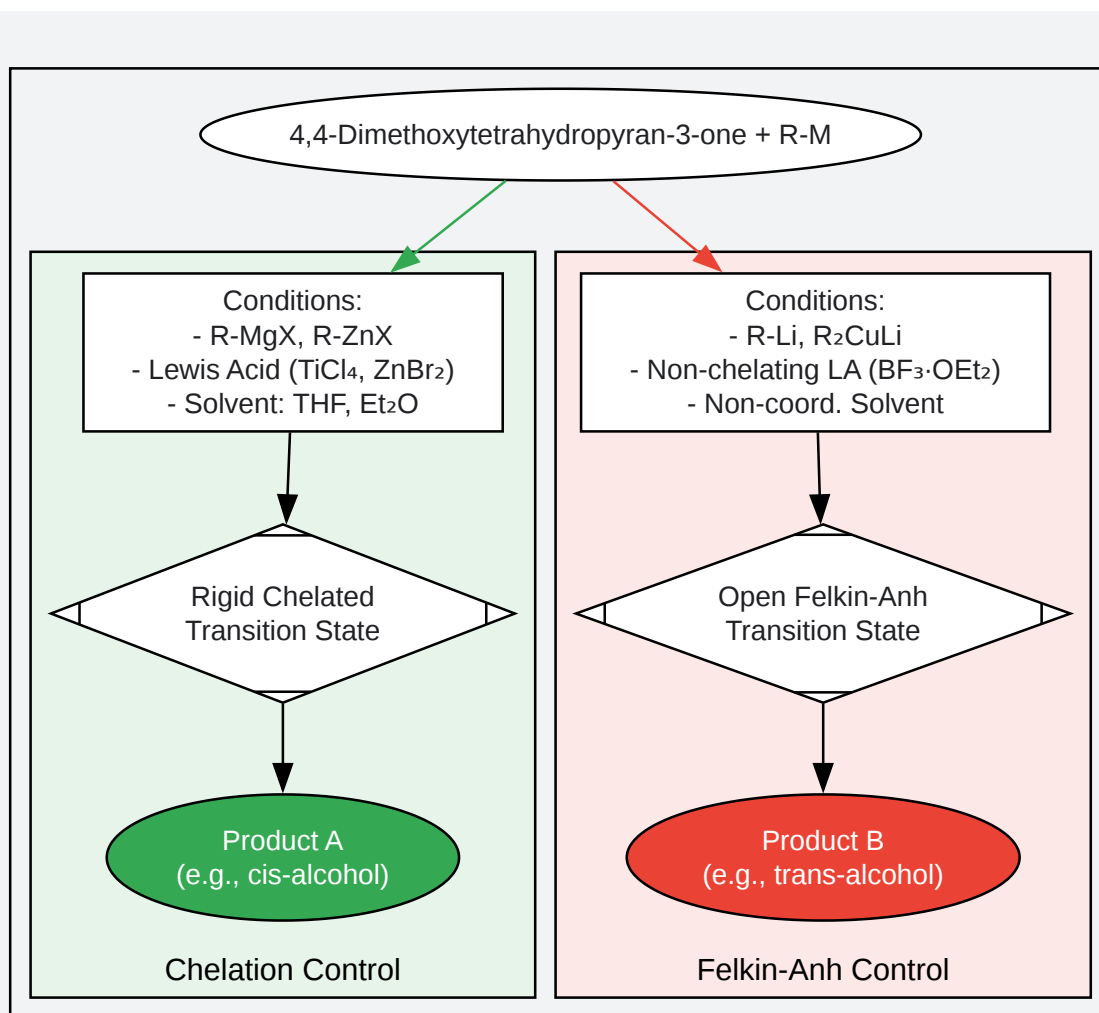 4,4-Dimethoxytetrahydropyran-3-one + R-M
Conditions:
- R-MgX, R-ZnX
- Lewis Acid (TiCl₄, ZnBr₂)
- Solvent: THF, Et₂O
Rigid Chelated
Transition State
Product A
(e.g., cis-alcohol)
Chelation Control
Conditions:
- R-Li, R₂CuLi
- Non-chelating LA (BF₃·OEt₂)
- Non-coord. Solvent
Open Felkin-Anh
Transition State
Product B
(e.g., trans-alcohol)
Felkin-Anh Control